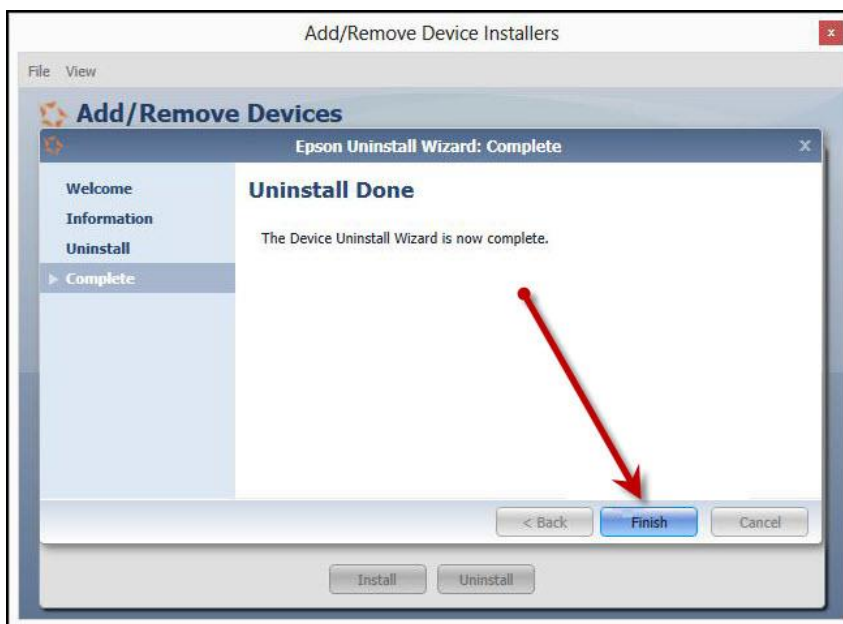 Add/Remove Device Installers
x
File View
Add/Remove Devices
Epson Uninstall Wizard: Complete
x
Welcome
Information
Uninstall
Complete
Uninstall Done
The Device Uninstall Wizard is now complete.
< Back Finish Cancel
Install Uninstall